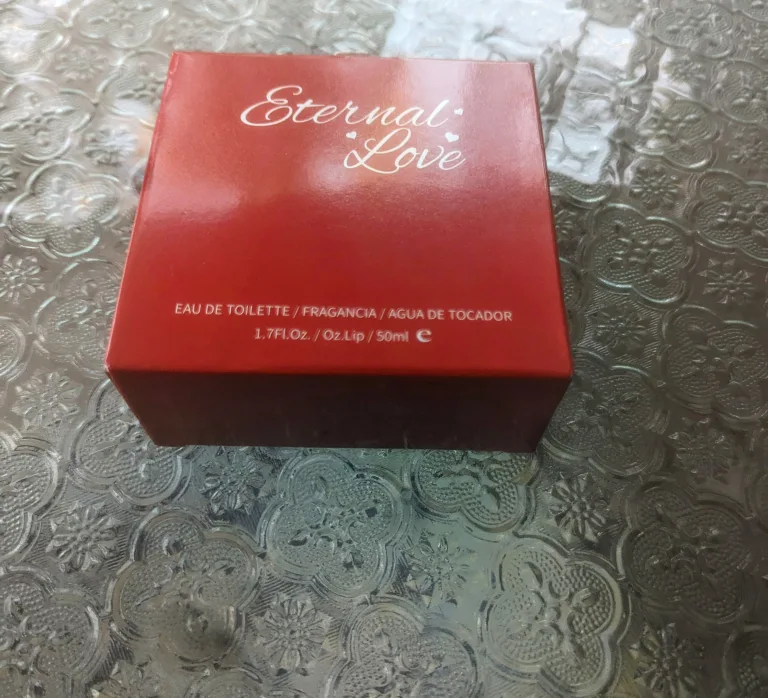 Eternal
Love
EAU DE TOILETTE / FRAGANCIA / AGUA DE TOCADOR
1.7Fl.Oz. / Oz.Lip / 50ml ℮